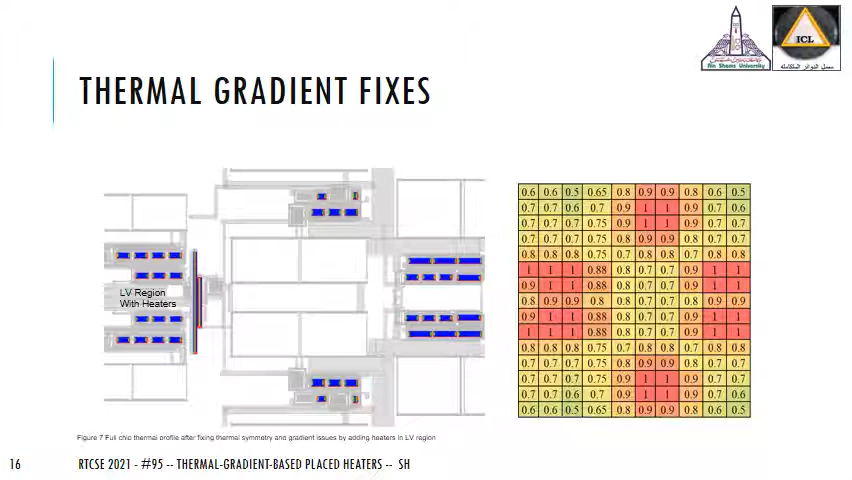 Ain Shams University
ICL
معمل الدوائر المتكاملة
THERMAL GRADIENT FIXES
LV Region
With Heaters
0.6 0.6 0.5 0.65 0.8 0.9 0.9 0.8 0.6 0.5
0.7 0.7 0.6 0.7 0.9 1 1 0.9 0.7 0.6
0.7 0.7 0.7 0.75 0.9 1 1 0.9 0.7 0.7
0.7 0.7 0.7 0.75 0.8 0.9 0.9 0.8 0.7 0.7
0.8 0.8 0.8 0.75 0.7 0.8 0.8 0.7 0.8 0.8
1 1 1 0.88 0.8 0.7 0.7 0.9 1 1
0.9 1 1 0.88 0.8 0.7 0.7 0.9 1 1
0.8 0.9 0.9 0.8 0.8 0.7 0.7 0.8 0.9 0.9
0.9 1 1 0.88 0.8 0.7 0.7 0.9 1 1
1 1 1 0.88 0.8 0.7 0.7 0.9 1 1
0.8 0.8 0.8 0.75 0.7 0.8 0.8 0.7 0.8 0.8
0.7 0.7 0.7 0.75 0.8 0.9 0.9 0.8 0.7 0.7
0.7 0.7 0.7 0.75 0.9 1 1 0.9 0.7 0.7
0.7 0.7 0.6 0.7 0.9 1 1 0.9 0.7 0.6
0.6 0.6 0.5 0.65 0.8 0.9 0.9 0.8 0.6 0.5
Figure 7 Full chip thermal profile after fixing thermal symmetry and gradient issues by adding heaters in LV region
16
RTCSE 2021 - #95 -- THERMAL-GRADIENT-BASED PLACED HEATERS -- SH